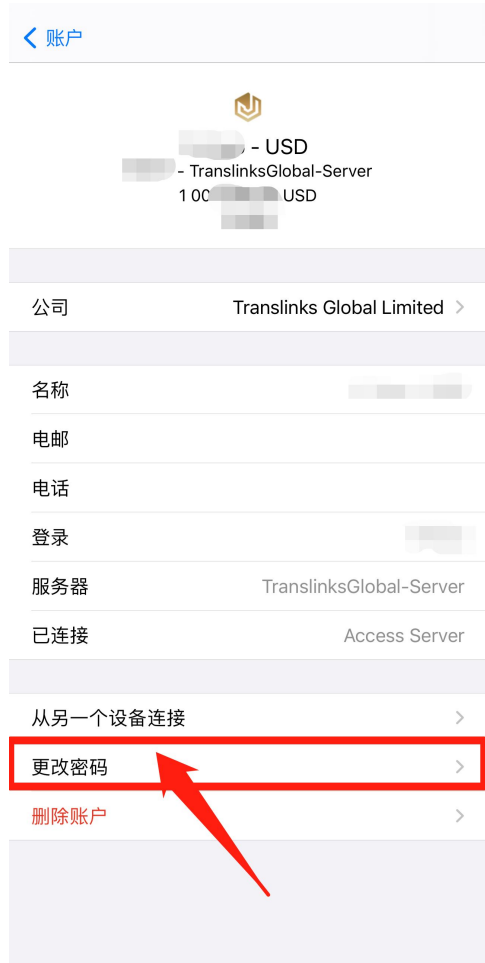 账户
- USD
- TranslinksGlobal-Server
1 00 USD
公司 Translinks Global Limited
名称
电邮
电话
登录
服务器 TranslinksGlobal-Server
已连接 Access Server
从另一个设备连接
更改密码
删除账户